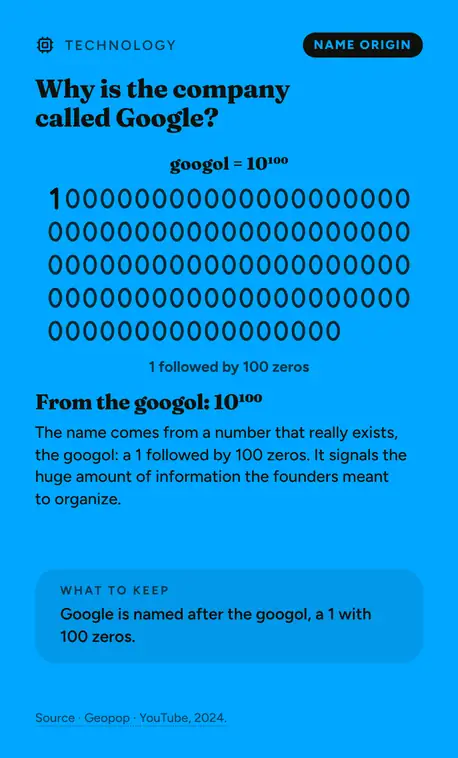 TECHNOLOGY
NAME ORIGIN
Why is the company
called Google?
googol = 10¹⁰⁰
100000000000000000000
000000000000000000000
000000000000000000000
000000000000000000000
00000000000000000
1 followed by 100 zeros
From the googol: 10¹⁰⁰
The name comes from a number that really exists,
the googol: a 1 followed by 100 zeros. It signals the
huge amount of information the founders meant
to organize.
WHAT TO KEEP
Google is named after the googol, a 1 with
100 zeros.
Source · Geopop · YouTube, 2024.